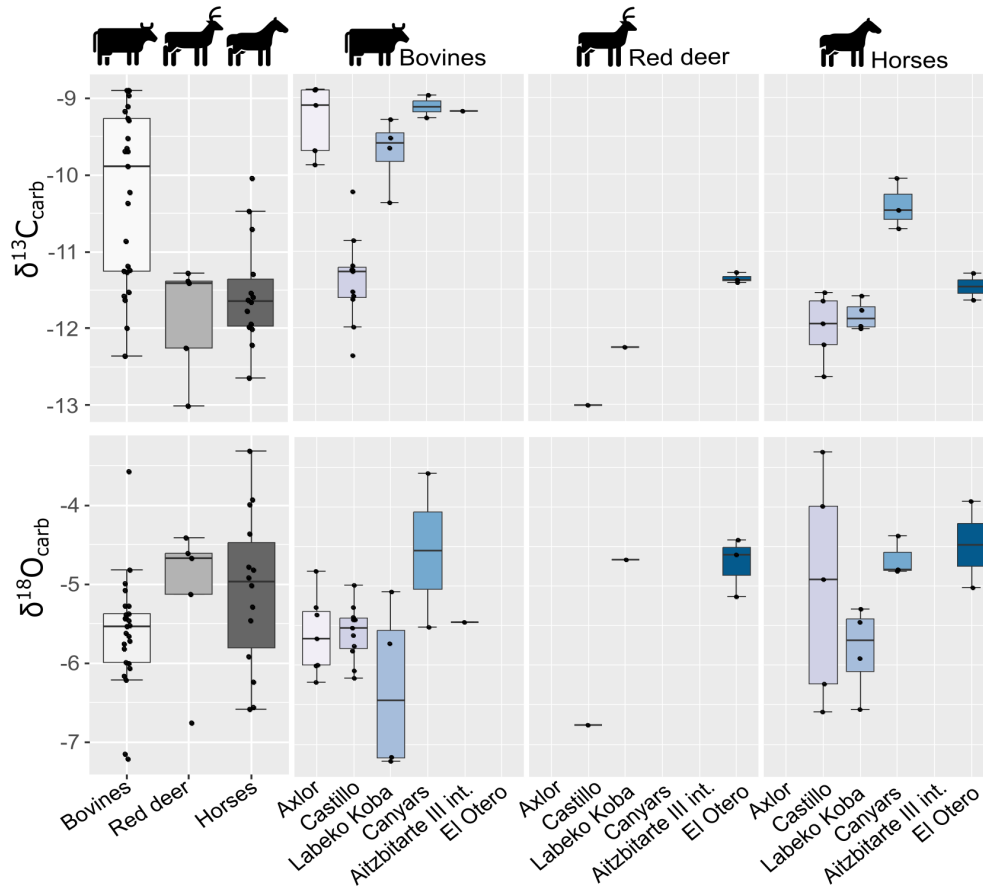 Bovines
Red deer
Horses
δ13Ccarb
-9
-10
-11
-12
-13
δ18Ocarb
-4
-5
-6
-7
Bovines
Red deer
Horses
Axlor
Castillo
Labeko Koba
Canyars
Aitzbitarte III int.
El Otero
Axlor
Castillo
Labeko Koba
Canyars
Aitzbitarte III int.
El Otero
Axlor
Castillo
Labeko Koba
Canyars
Aitzbitarte III int.
El Otero